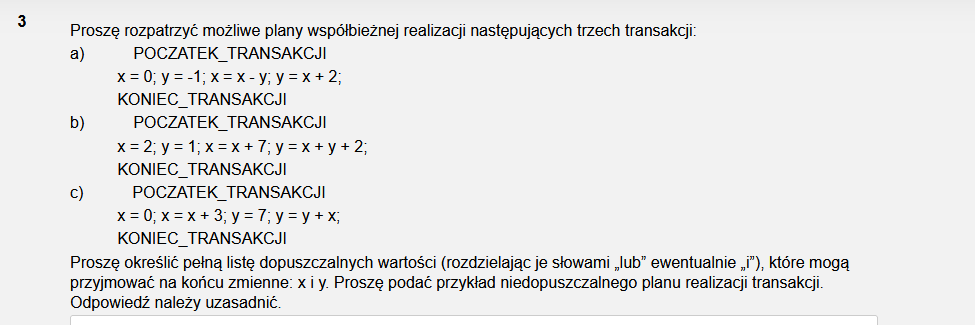 3
Proszę rozpatrzyć możliwe plany współbieżnej realizacji następujących trzech transakcji:
a) POCZATEK_TRANSAKCJI
x = 0; y = -1; x = x - y; y = x + 2;
KONIEC_TRANSAKCJI
b) POCZATEK_TRANSAKCJI
x = 2; y = 1; x = x + 7; y = x + y + 2;
KONIEC_TRANSAKCJI
c) POCZATEK_TRANSAKCJI
x = 0; x = x + 3; y = 7; y = y + x;
KONIEC_TRANSAKCJI
Proszę określić pełną listę dopuszczalnych wartości (rozdzielając je słowami „lub” ewentualnie „i”), które mogą
przyjmować na końcu zmienne: x i y. Proszę podać przykład niedopuszczalnego planu realizacji transakcji.
Odpowiedź należy uzasadnić.